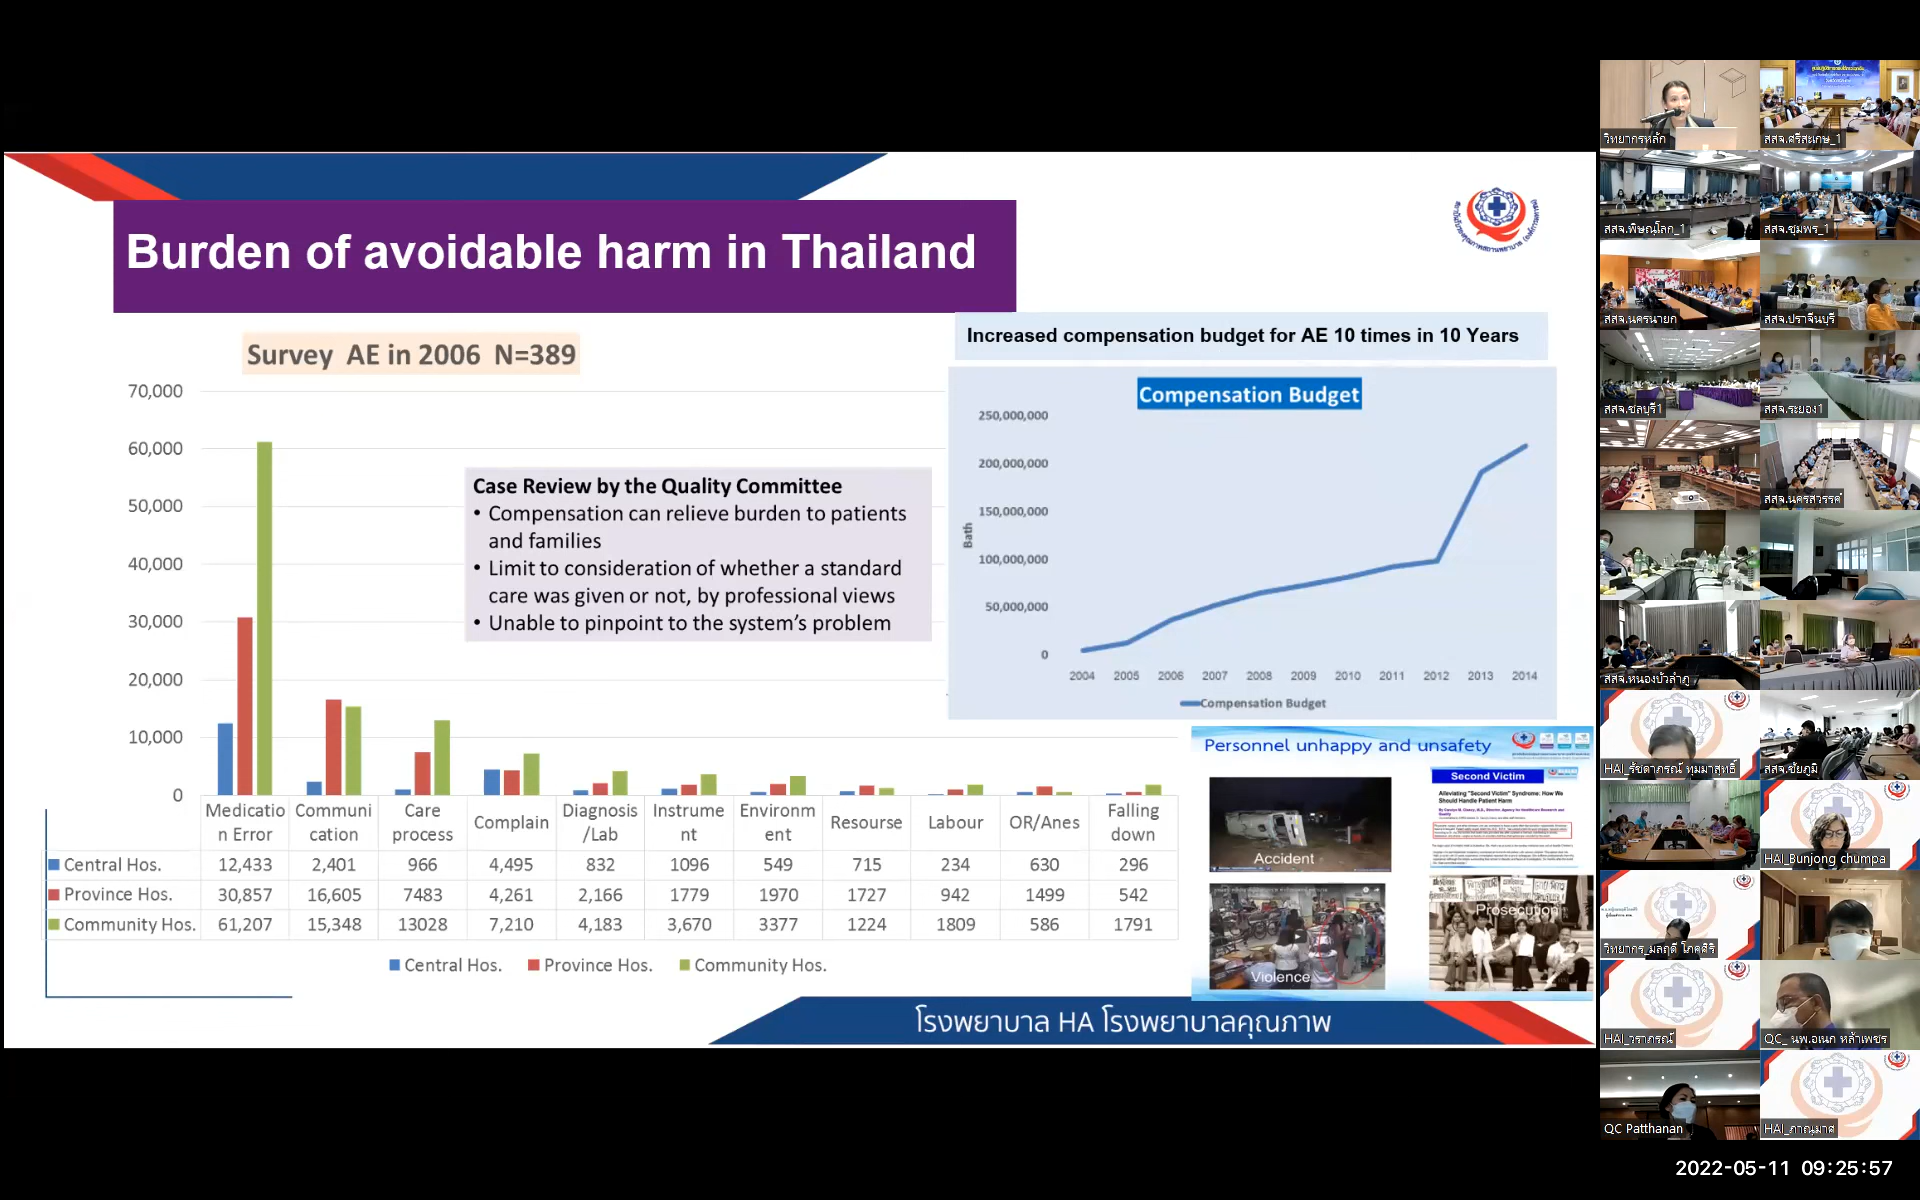 Burden of avoidable harm in Thailand
Survey AE in 2006 N=389
70,000
60,000
50,000
40,000
30,000
20,000
10,000
0
Case Review by the Quality Committee
• Compensation can relieve burden to patients
and families
• Limit to consideration of whether a standard
care was given or not, by professional views
• Unable to pinpoint to the system's problem
Medicatio
n Error
Communi
cation
Care
process
Complain
Diagnosis
/Lab
Instrume
nt
Environm
ent
Resourse
Labour
OR/Anes
Falling
down
Central Hos. 12,433 2,401 966 4,495 832 1096 549 715 234 630 296
Province Hos. 30,857 16,605 7483 4,261 2,166 1779 1970 1727 942 1499 542
Community Hos. 61,207 15,348 13028 7,210 4,183 3,670 3377 1224 1809 586 1791
Central Hos. Province Hos. Community Hos.
Increased compensation budget for AE 10 times in 10 Years
Compensation Budget
Bath
250,000,000
200,000,000
150,000,000
100,000,000
50,000,000
0
2004 2005 2006 2007 2008 2009 2010 2011 2012 2013 2014
Compensation Budget
Personnel unhappy and unsafety
Accident
Second Victim
Alleviating "Second Victim" Syndrome: How We
Should Handle Patient Harm
Violence
Prosecution
โรงพยาบาล HA โรงพยาบาลคุณภาพ
วิทยากรหลัก
สสจ.ศรีสะเกษ_1
สสจ.พิษณุโลก_1
สสจ.ชุมพร_1
สสจ.นครนายก
สสจ.ปราจีนบุรี
สสจ.ชลบุรี1
สสจ.ระยอง1
สสจ.นครสวรรค์
สสจ.หนองบัวลำภู
HAI_รัชดาภรณ์ ทุมมาสุทธิ์
สสจ.ชัยภูมิ
HAI_Bunjong chumpa
วิทยากร_มลฤดี โภคศิริ
HAI_วราภรณ์
QC_ นพ.อเนก หล้าเพชร
QC Patthanan
HAI_ภาณุมาศ
2022-05-11 09:25:57